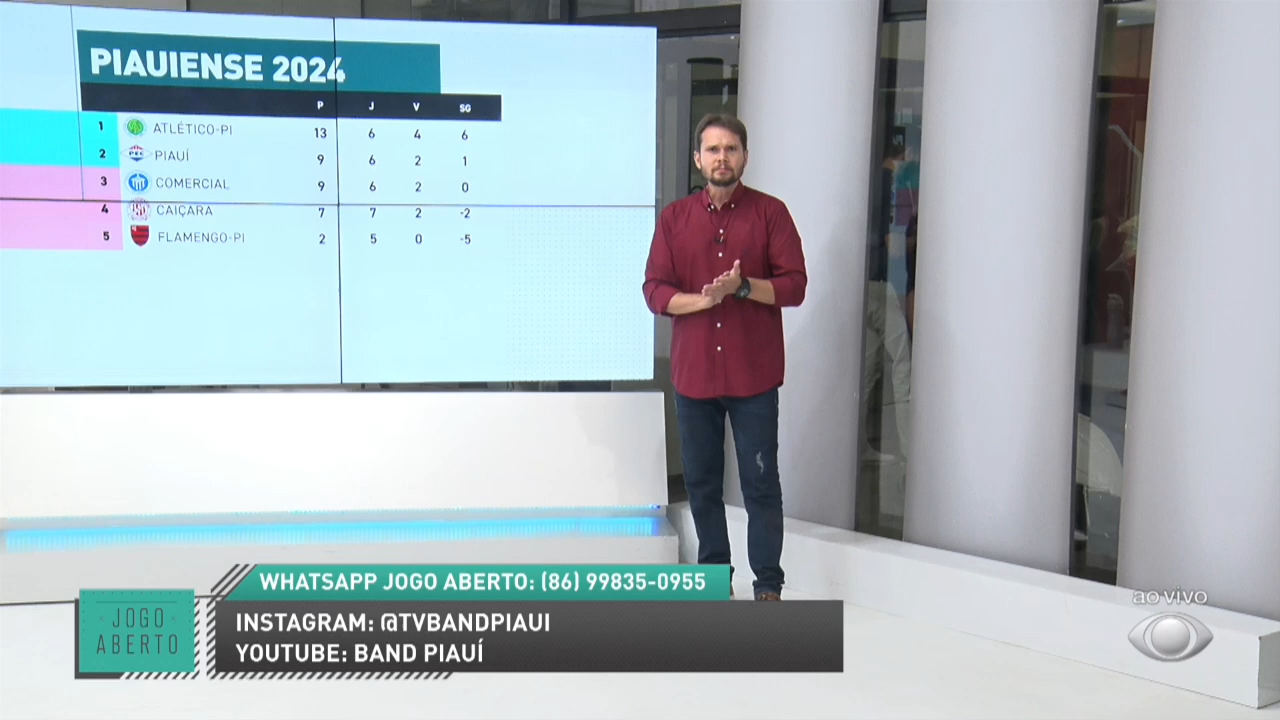 PIAUIENSE 2024
P J V SG
1 ATLÉTICO-PI 13 6 4 6
2 PIAUÍ 9 6 2 1
3 COMERCIAL 9 6 2 0
4 CAIÇARA 7 7 2 -2
5 FLAMENGO-PI 2 5 0 -5
WHATSAPP JOGO ABERTO: (86) 99835-0955
JOGO
ABERTO
INSTAGRAM: @TVBANDPIAUI
YOUTUBE: BAND PIAUÍ
ao vivo